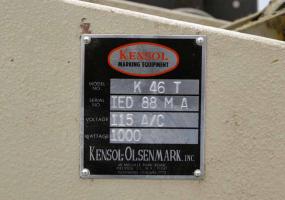 KENSOL
MARKING EQUIPMENT
MODEL NO K 46 T
SERIAL NO IED 88 M A
VOLTAGE 115 A/C
WATTAGE 1000
KENSOL-OLSENMARK, INC.